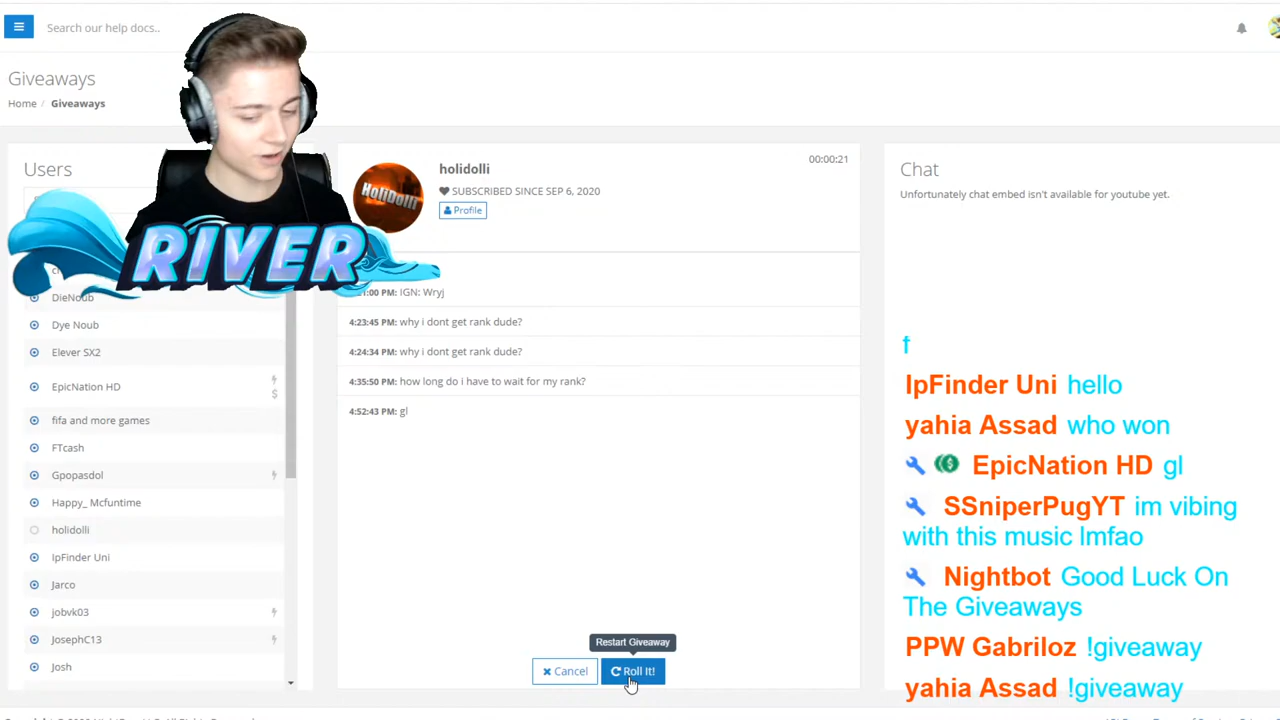 Search our help docs..
Giveaways
Home / Giveaways
Users
RIVER
DieNoub
Dye Noub
Elever SX2
EpicNation HD
$
fifa and more games
FTcash
Gpopasdol
Happy_ Mcfuntime
holidolli
IpFinder Uni
Jarco
jobvk03
JosephC13
Josh
HoliDolli
holidolli
00:00:21
SUBSCRIBED SINCE SEP 6, 2020
Profile
IGN: Wryj
4:23:45 PM: why i dont get rank dude?
4:24:34 PM: why i dont get rank dude?
4:35:50 PM: how long do i have to wait for my rank?
4:52:43 PM: gl
Restart Giveaway
Cancel
Roll It!
Chat
Unfortunately chat embed isn't available for youtube yet.
f
IpFinder Uni hello
yahia Assad who won
EpicNation HD gl
SSniperPugYT im vibing
with this music lmfao
Nightbot Good Luck On
The Giveaways
PPW Gabriloz !giveaway
yahia Assad !giveaway